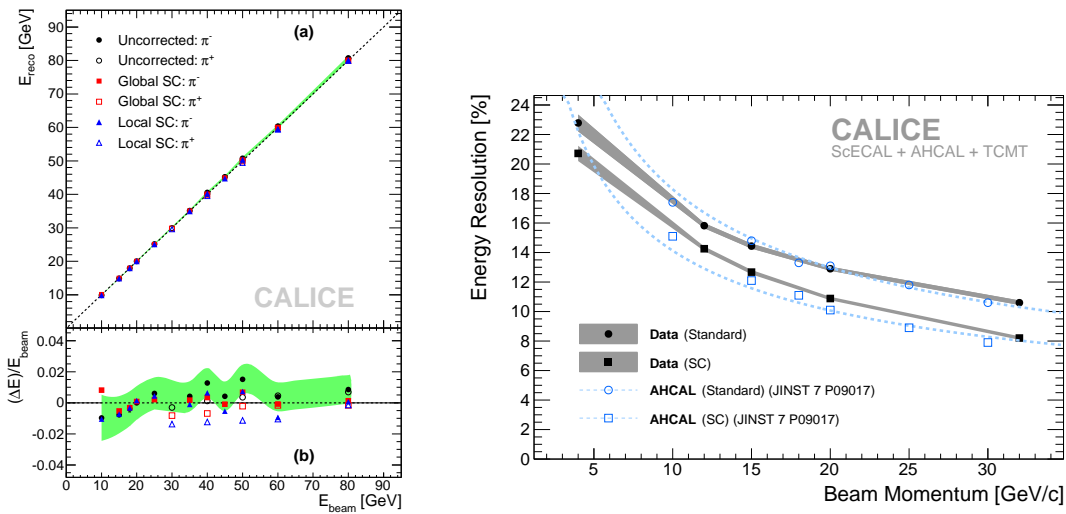 E_reco [GeV]
90
80
70
60
50
40
30
20
10
(a)
Uncorrected: π⁻
Uncorrected: π⁺
Global SC: π⁻
Global SC: π⁺
Local SC: π⁻
Local SC: π⁺
CALICE
(ΔE)/E_beam
0.04
0.02
0
-0.02
-0.04
(b)
0 10 20 30 40 50 60 70 80 90
E_beam [GeV]
Energy Resolution [%]
24
22
20
18
16
14
12
10
8
6
4
2
0
CALICE
ScECAL + AHCAL + TCMT
Data (Standard)
Data (SC)
AHCAL (Standard) (JINST 7 P09017)
AHCAL (SC) (JINST 7 P09017)
5 10 15 20 25 30
Beam Momentum [GeV/c]